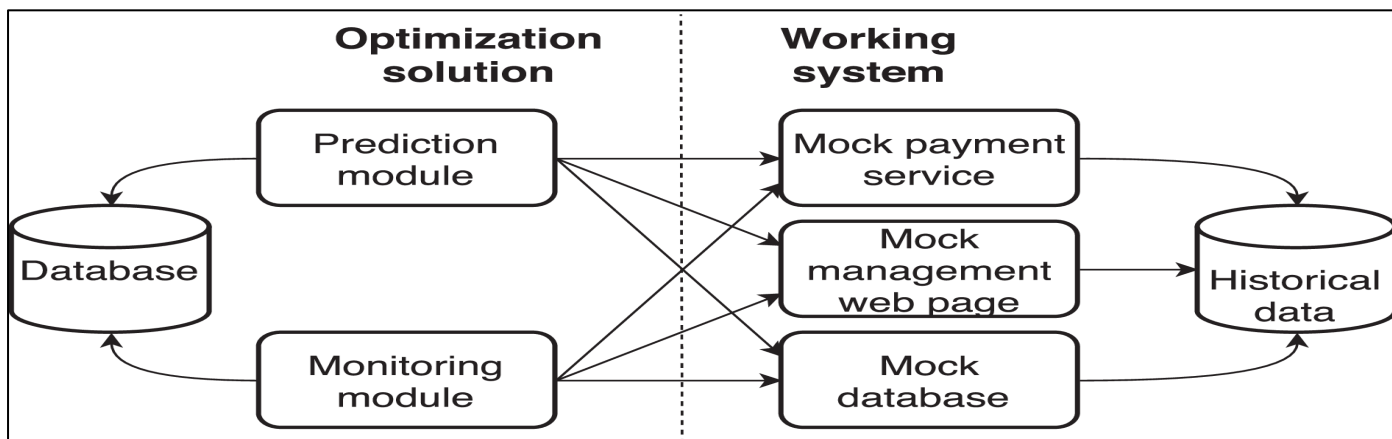 Optimization
solution
Working
system
Prediction
module
Mock payment
service
Database
Mock
management
web page
Historical
data
Monitoring
module
Mock
database